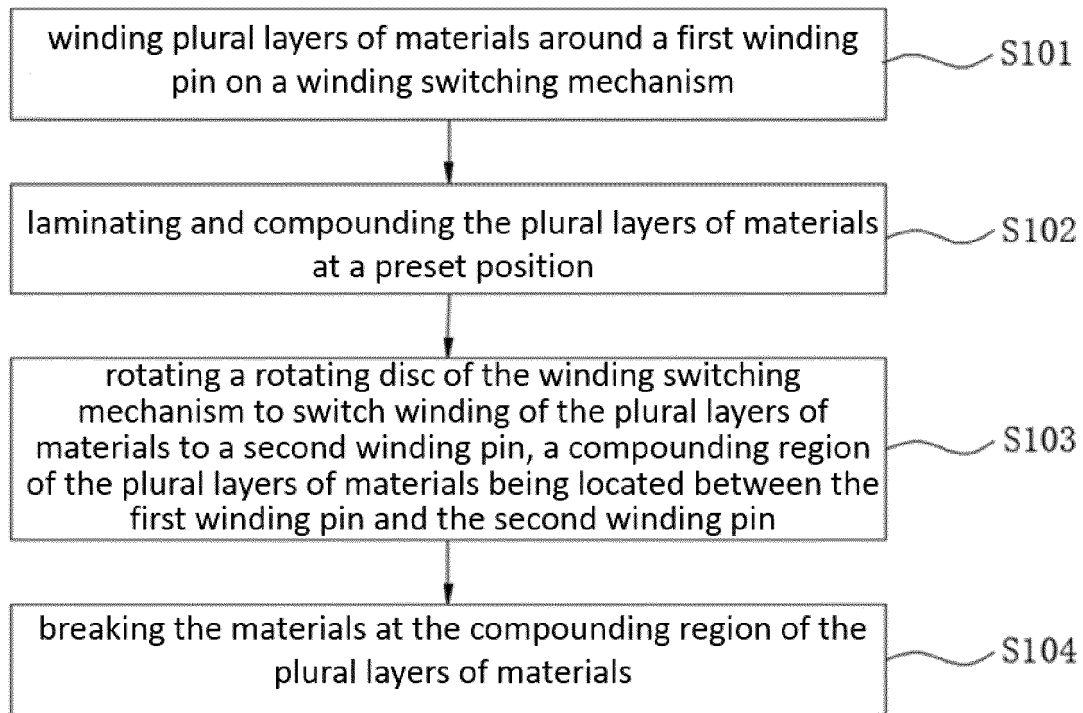 winding plural layers of materials around a first winding
pin on a winding switching mechanism
S101
laminating and compounding the plural layers of materials
at a preset position
S102
rotating a rotating disc of the winding switching
mechanism to switch winding of the plural layers of
materials to a second winding pin, a compounding region
of the plural layers of materials being located between the
first winding pin and the second winding pin
S103
breaking the materials at the compounding region of the
plural layers of materials
S104